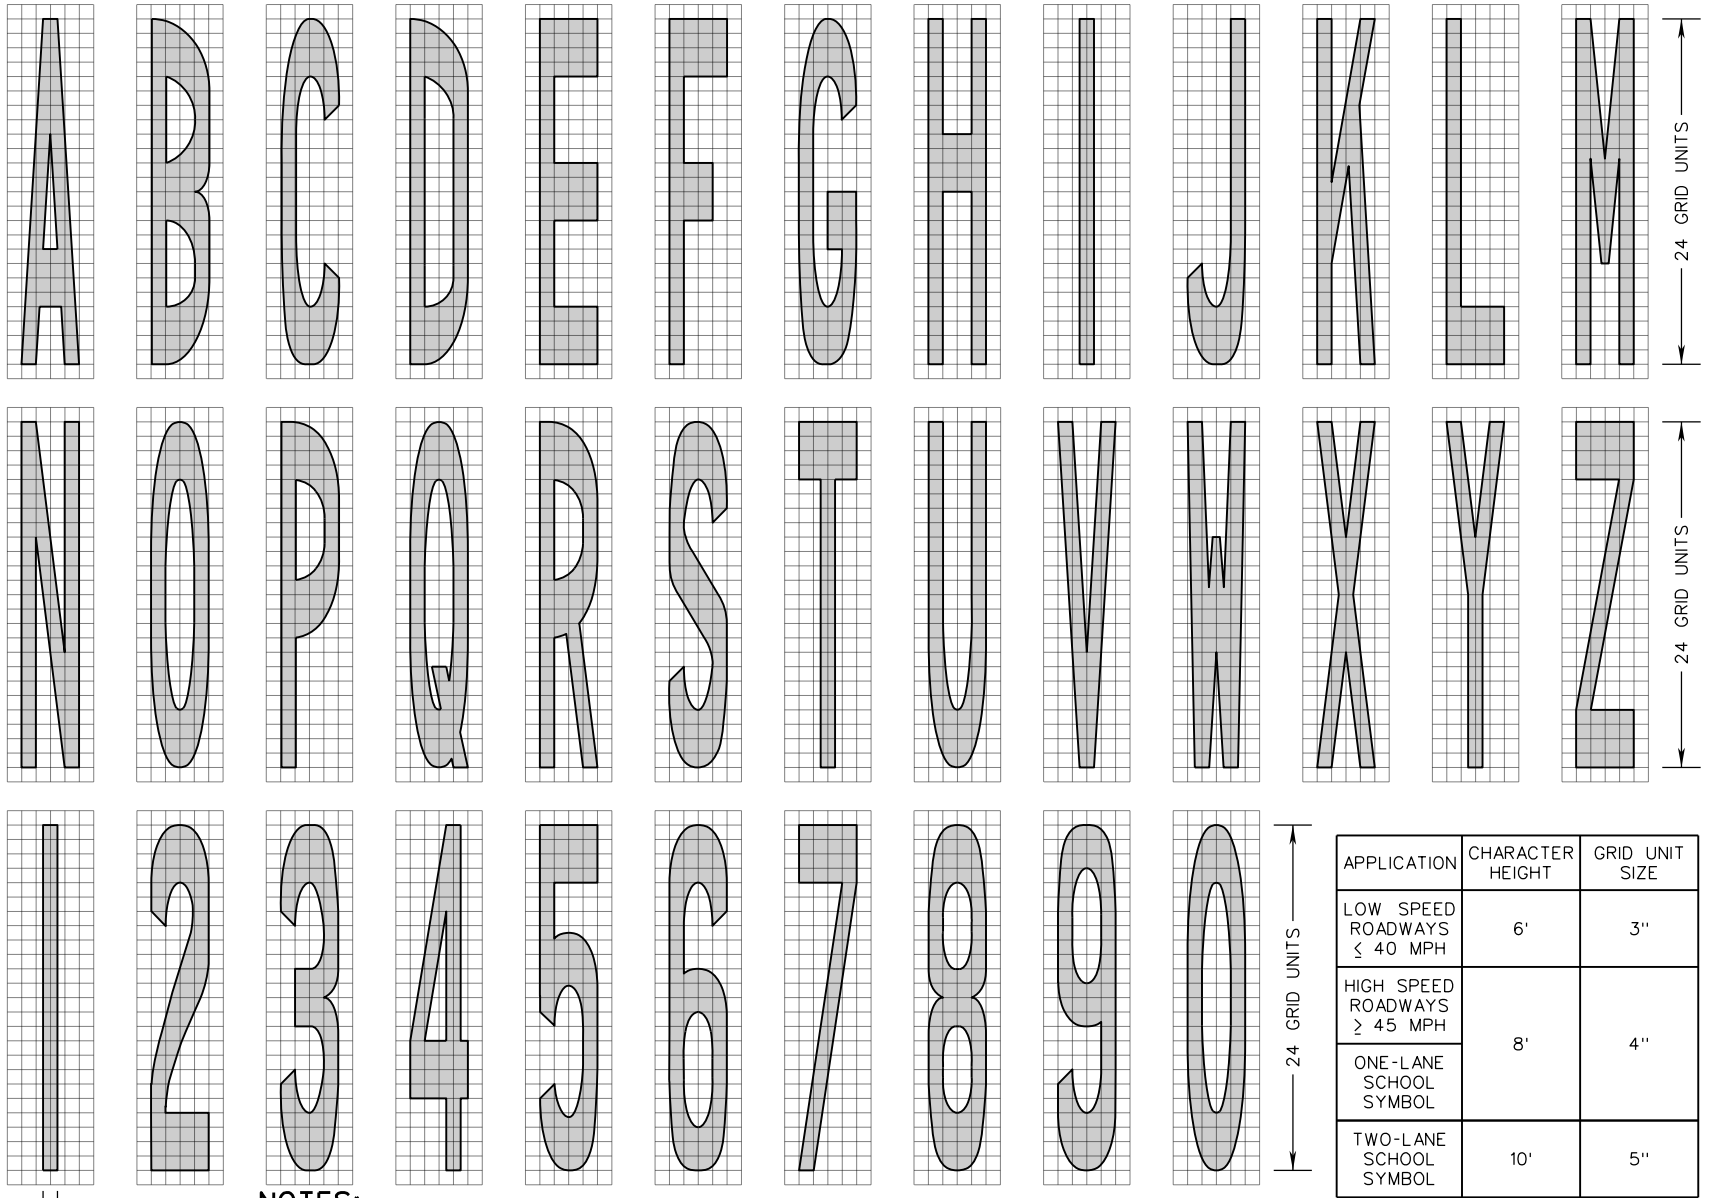 A B C D E F G H I J K L M
24 GRID UNITS
N O P Q R S T U V W X Y Z
24 GRID UNITS
1 2 3 4 5 6 7 8 9 0
24 GRID UNITS
APPLICATION CHARACTER HEIGHT GRID UNIT SIZE
LOW SPEED
ROADWAYS
≤ 40 MPH
6' 3"
HIGH SPEED
ROADWAYS
≥ 45 MPH
8' 4"
ONE-LANE
SCHOOL
SYMBOL
TWO-LANE
SCHOOL
SYMBOL
10' 5"
NOTES: